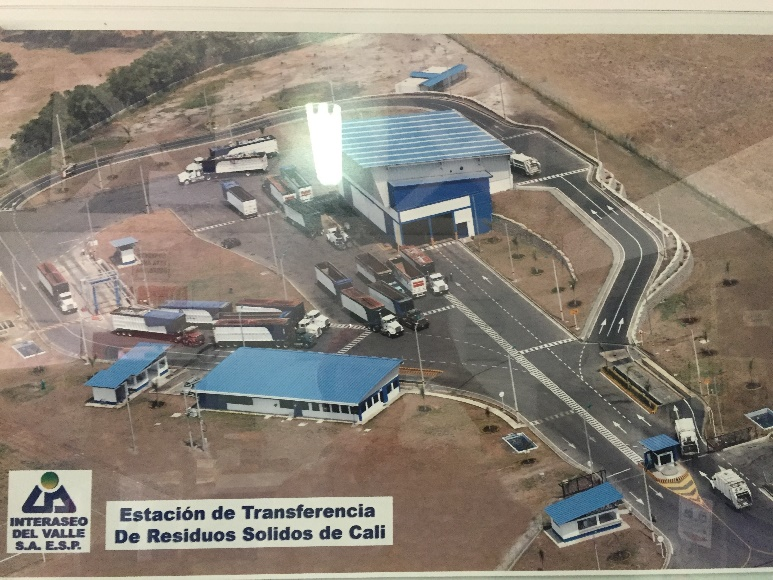 INTERASEO
DEL VALLE
S.A. E.S.P.
Estación de Transferencia
De Residuos Solidos de Cali